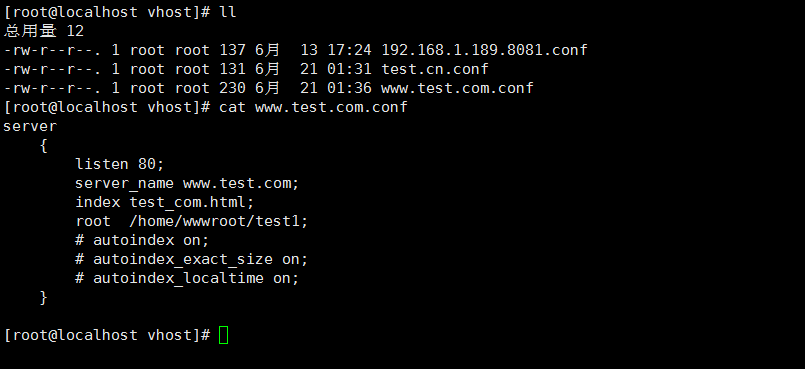 [root@localhost vhost]# ll
总用量 12
-rw-r--r--. 1 root root 137 6月  13 17:24 192.168.1.189.8081.conf
-rw-r--r--. 1 root root 131 6月  21 01:31 test.cn.conf
-rw-r--r--. 1 root root 230 6月  21 01:36 www.test.com.conf
[root@localhost vhost]# cat www.test.com.conf
server
    {
        listen 80;
        server_name www.test.com;
        index test_com.html;
        root  /home/wwwroot/test1;
        # autoindex on;
        # autoindex_exact_size on;
        # autoindex_localtime on;
    }
[root@localhost vhost]#